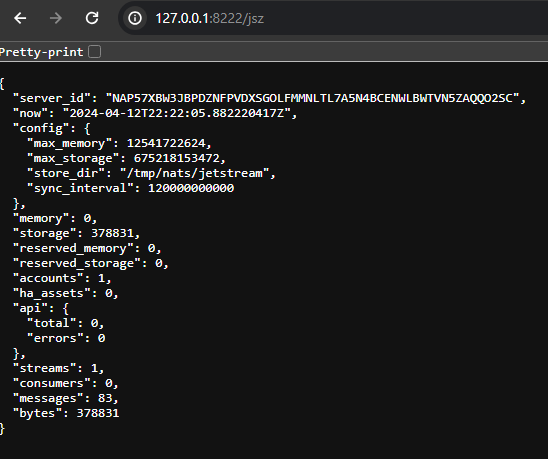 127.0.0.1:8222/jsz
Pretty-print
{
"server_id": "NAP57XBW3JBPDZNFPVDXSGOLFMMNLTL7A5N4BCENWLBWTVN5ZAQQO2SC",
"now": "2024-04-12T22:22:05.882220417Z",
"config": {
"max_memory": 12541722624,
"max_storage": 675218153472,
"store_dir": "/tmp/nats/jetstream",
"sync_interval": 120000000000
},
"memory": 0,
"storage": 378831,
"reserved_memory": 0,
"reserved_storage": 0,
"accounts": 1,
"ha_assets": 0,
"api": {
"total": 0,
"errors": 0
},
"streams": 1,
"consumers": 0,
"messages": 83,
"bytes": 378831
}